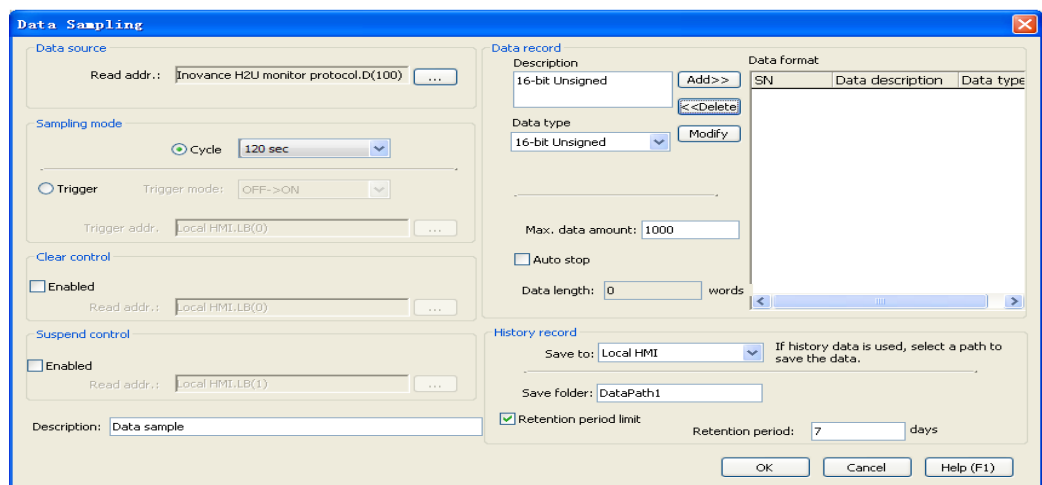 Data Sampling
Data source
Read addr.: Inovance H2U monitor protocol.D(100) ...
Sampling mode
Cycle 120 sec
Trigger Trigger mode: OFF->ON
Trigger addr. Local HMI.LB(0) ...
Clear control
Enabled
Read addr.: Local HMI.LB(0) ...
Suspend control
Enabled
Read addr.: Local HMI.LB(1) ...
Description: Data sample
Data record
Description
16-bit Unsigned
Add>>
<<Delete
Modify
Data type
16-bit Unsigned
Max. data amount: 1000
Auto stop
Data length: 0 words
Data format
SN Data description Data type
History record
Save to: Local HMI
If history data is used, select a path to
save the data.
Save folder: DataPath1
Retention period limit
Retention period: 7 days
OK Cancel Help (F1)